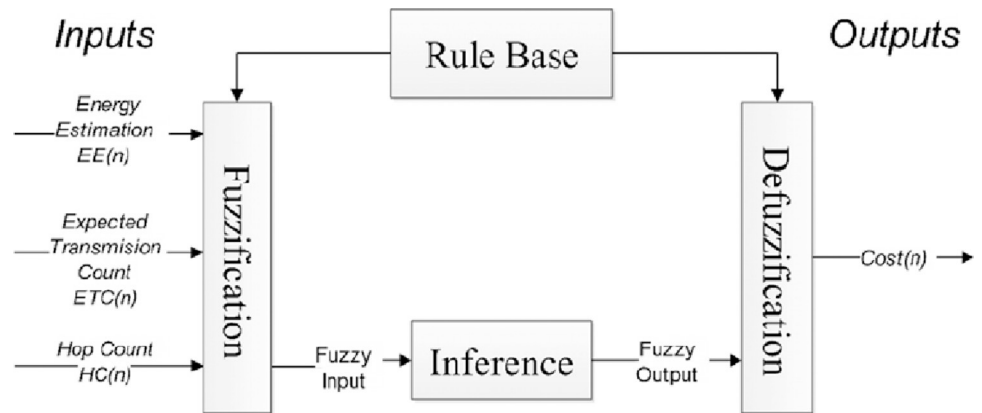 Inputs
Rule Base
Outputs
Energy
Estimation
EE(n)
Expected
Transmision
Count
ETC(n)
Hop Count
HC(n)
Fuzzification
Fuzzy
Input
Inference
Fuzzy
Output
Defuzzification
Cost(n)